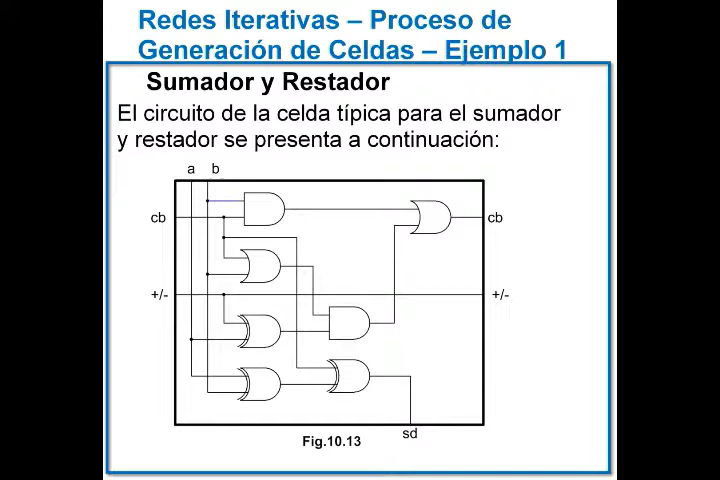 Redes Iterativas – Proceso de
Generación de Celdas – Ejemplo 1
Sumador y Restador
El circuito de la celda típica para el sumador
y restador se presenta a continuación:
a b
cb cb
+/- +/-
sd
Fig.10.13